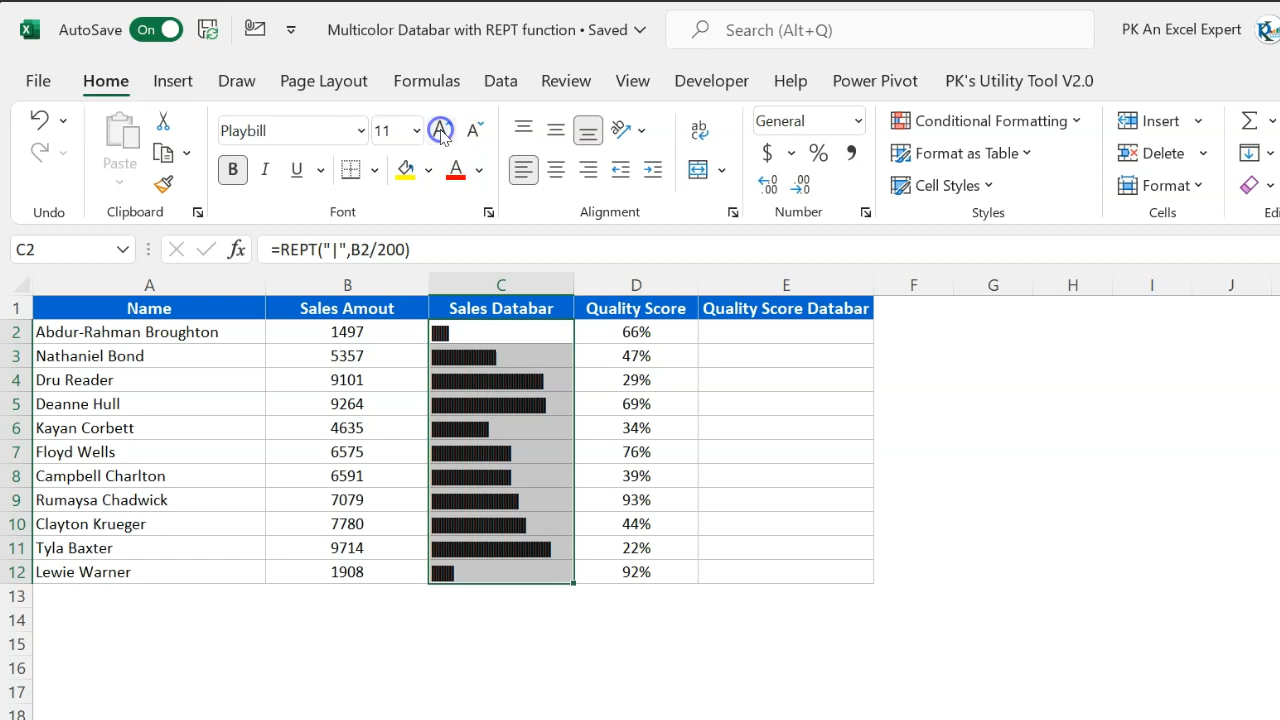 AutoSave On Multicolor Databar with REPT function • Saved Search (Alt+Q) PK An Excel Expert
File Home Insert Draw Page Layout Formulas Data Review View Developer Help Power Pivot PK's Utility Tool V2.0
Playbill 11 A A General Conditional Formatting Insert
Paste B I U A ab c $ % Format as Table Delete
Cell Styles Format
Undo Clipboard Font Alignment Number Styles Cells Edi
C2 fx =REPT("|",B2/200)
A B C D E F G H I J
1 Name Sales Amout Sales Databar Quality Score Quality Score Databar
2 Abdur-Rahman Broughton 1497 66%
3 Nathaniel Bond 5357 47%
4 Dru Reader 9101 29%
5 Deanne Hull 9264 69%
6 Kayan Corbett 4635 34%
7 Floyd Wells 6575 76%
8 Campbell Charlton 6591 39%
9 Rumaysa Chadwick 7079 93%
10 Clayton Krueger 7780 44%
11 Tyla Baxter 9714 22%
12 Lewie Warner 1908 92%
13
14
15
16
17
18